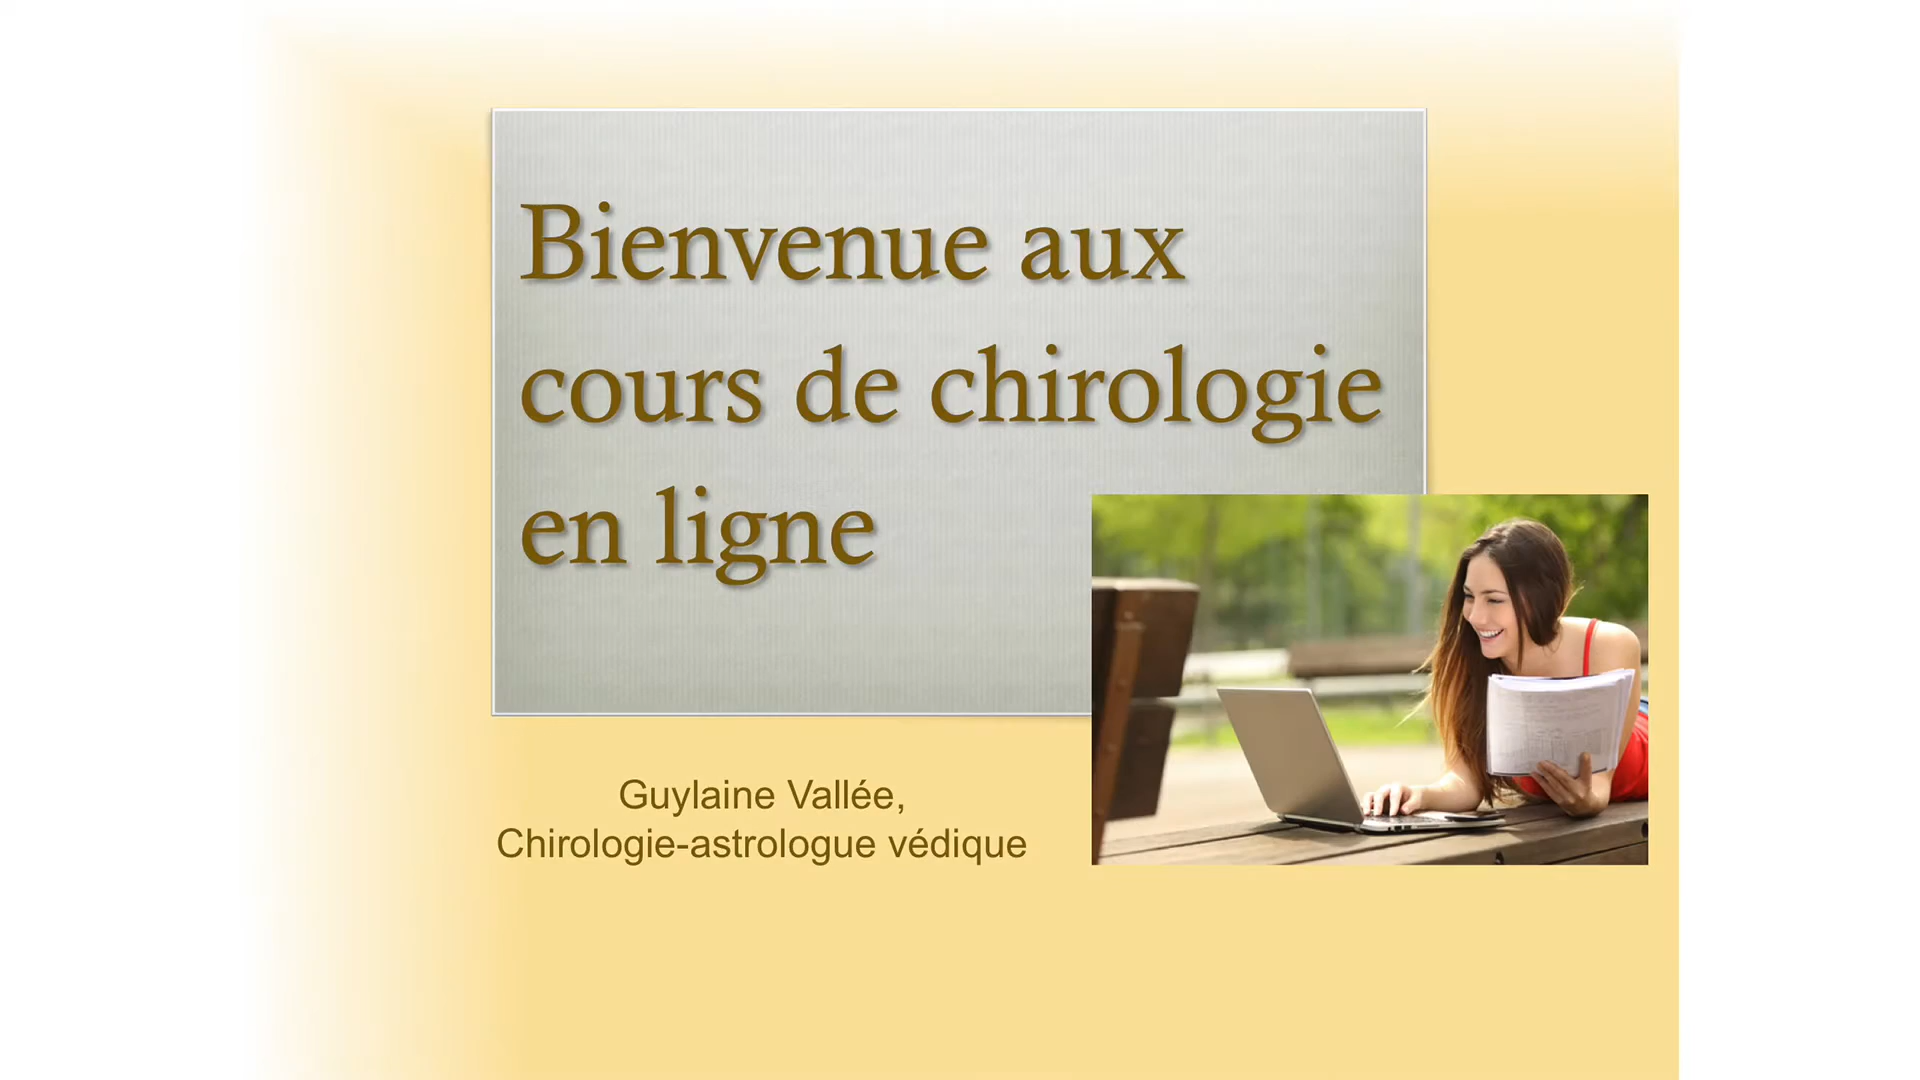 Bienvenue aux
cours de chirologie
en ligne
Guylaine Vallée,
Chirologie-astrologue védique